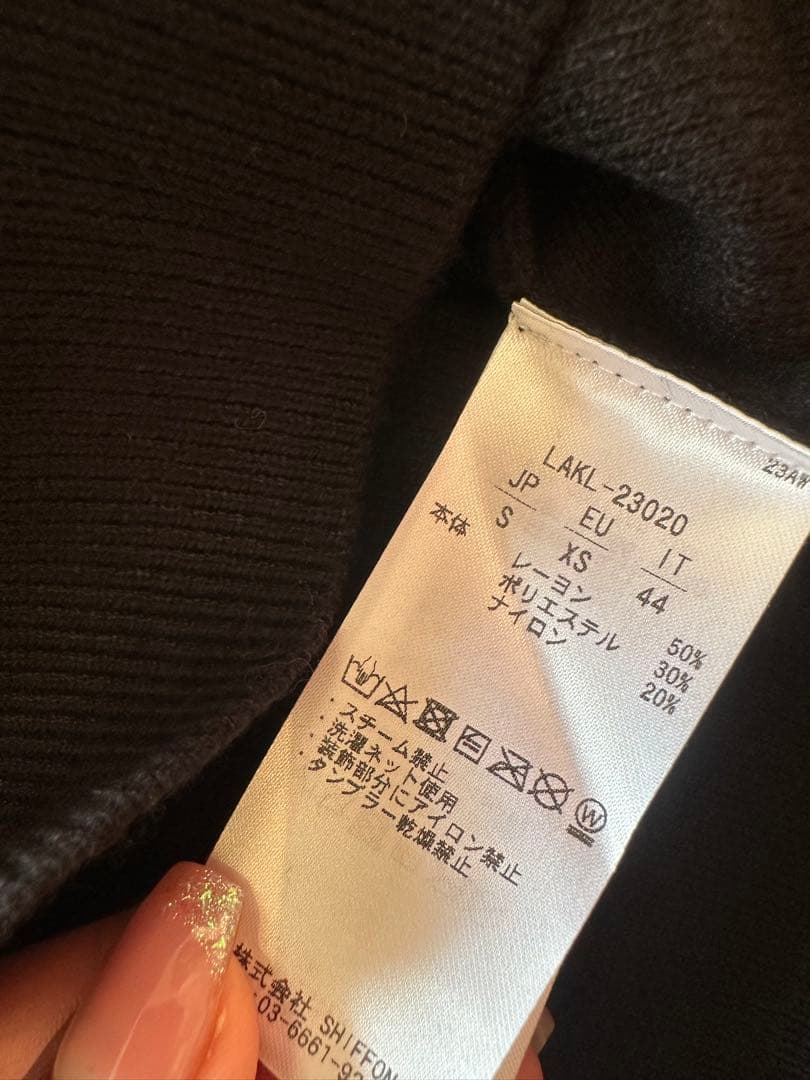 23AW
LAKL-23020
JP EU IT
S XS 44
本体
レーヨン 50%
ポリエステル 30%
ナイロン 20%
W
・スチーム禁止
・洗濯ネット使用
・装飾部分にアイロン禁止
・タンブラー乾燥禁止
株式会社 SHIFFON
03-6661-92